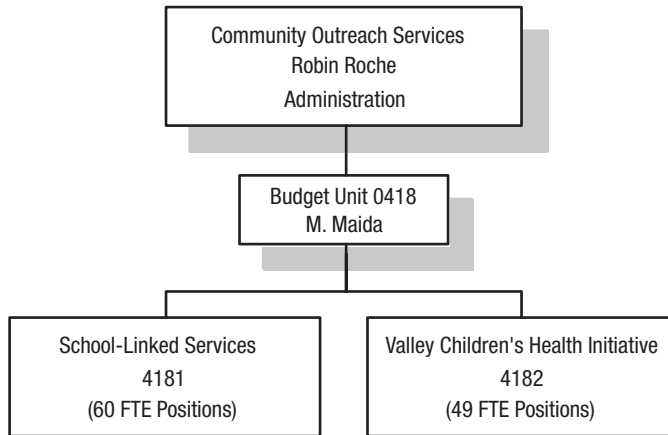 Community Outreach Services
Robin Roche
Administration
Budget Unit 0418
M. Maida
School-Linked Services
4181
(60 FTE Positions)
Valley Children's Health Initiative
4182
(49 FTE Positions)